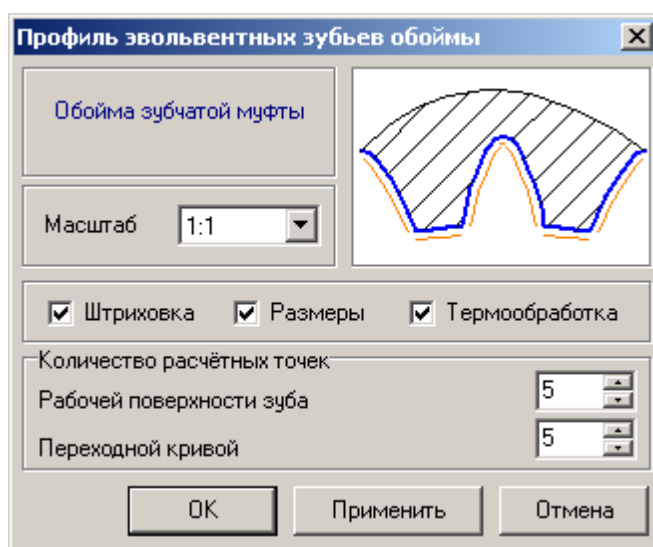 Профиль эвольвентных зубьев обоймы
Обойма зубчатой муфты
Масштаб 1:1
Штриховка Размеры Термообработка
Количество расчётных точек
Рабочей поверхности зуба 5
Переходной кривой 5
OK Применить Отмена